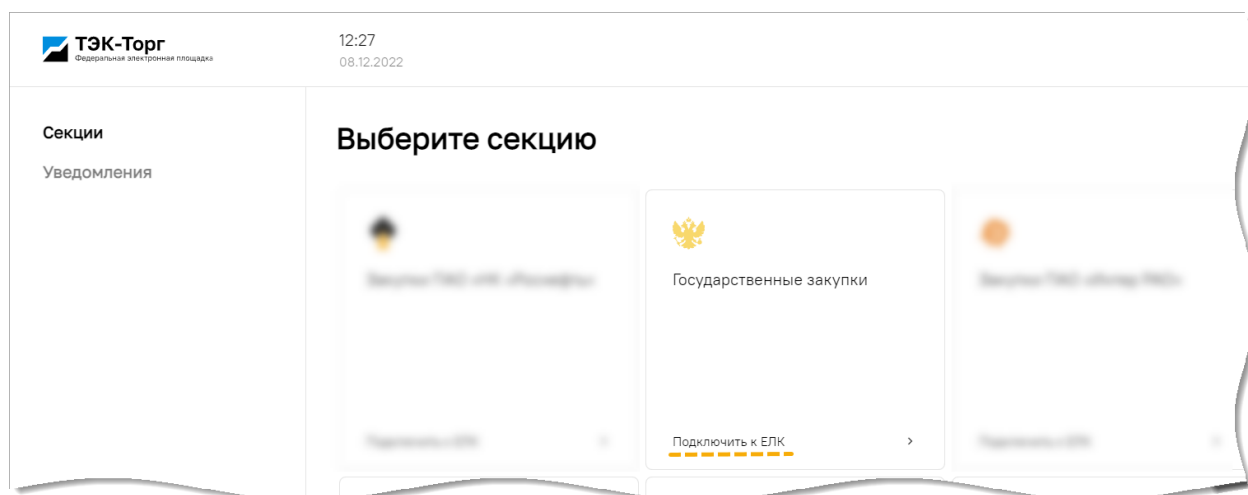 ТЭК-Торг
Федеральная электронная площадка
12:27
08.12.2022
Секции
Уведомления
Выберите секцию
Государственные закупки
Подключить к ЕЛК